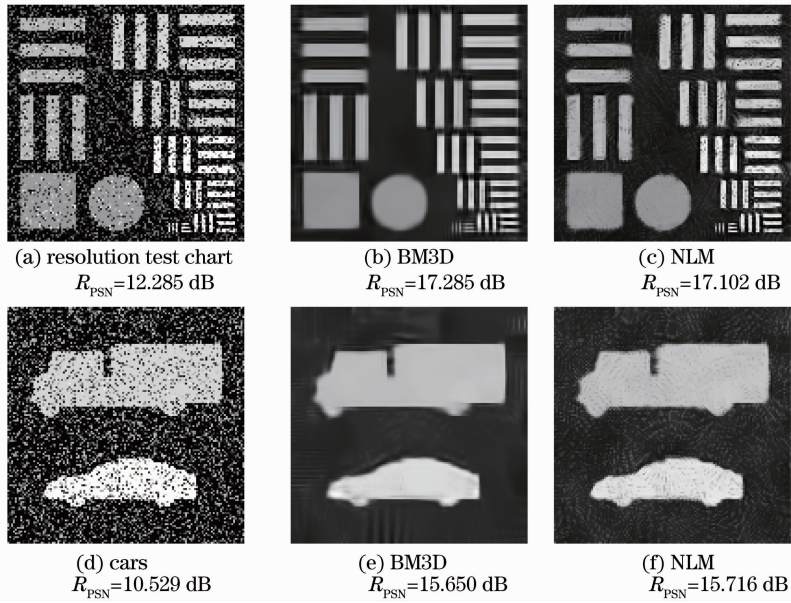 (a) resolution test chart
R_PSN=12.285 dB
(b) BM3D
R_PSN=17.285 dB
(c) NLM
R_PSN=17.102 dB
(d) cars
R_PSN=10.529 dB
(e) BM3D
R_PSN=15.650 dB
(f) NLM
R_PSN=15.716 dB